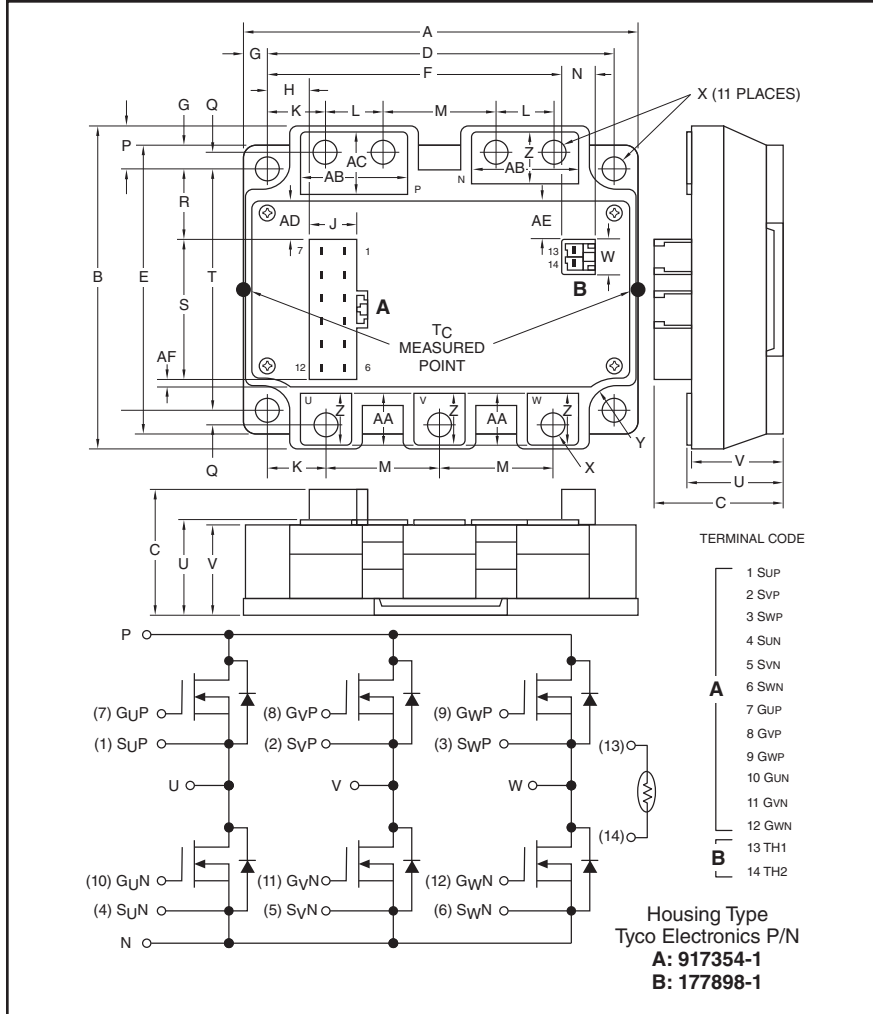 A
G D
F N
H
Q
G K L M L X (11 PLACES)
P
AC Z
AB AB
P N
R AD J AE
7 1 13 W
14
B E T S A B
TC
MEASURED
POINT
AF
12 6
U V W
Z AA Z AA Z
Y
Q K M M X
V
U
C
C U V
TERMINAL CODE
1 SUP
2 SVP
3 SWP
4 SUN
5 SVN
A 6 SWN
7 GUP
8 GVP
9 GWP
10 GUN
11 GVN
12 GWN
B 13 TH1
14 TH2
P
(7) GUP (8) GVP (9) GWP
(1) SUP (2) SVP (3) SWP (13)
U V W
(14)
(10) GUN (11) GVN (12) GWN
(4) SUN (5) SVN (6) SWN
N
Housing Type
Tyco Electronics P/N
A: 917354-1
B: 177898-1